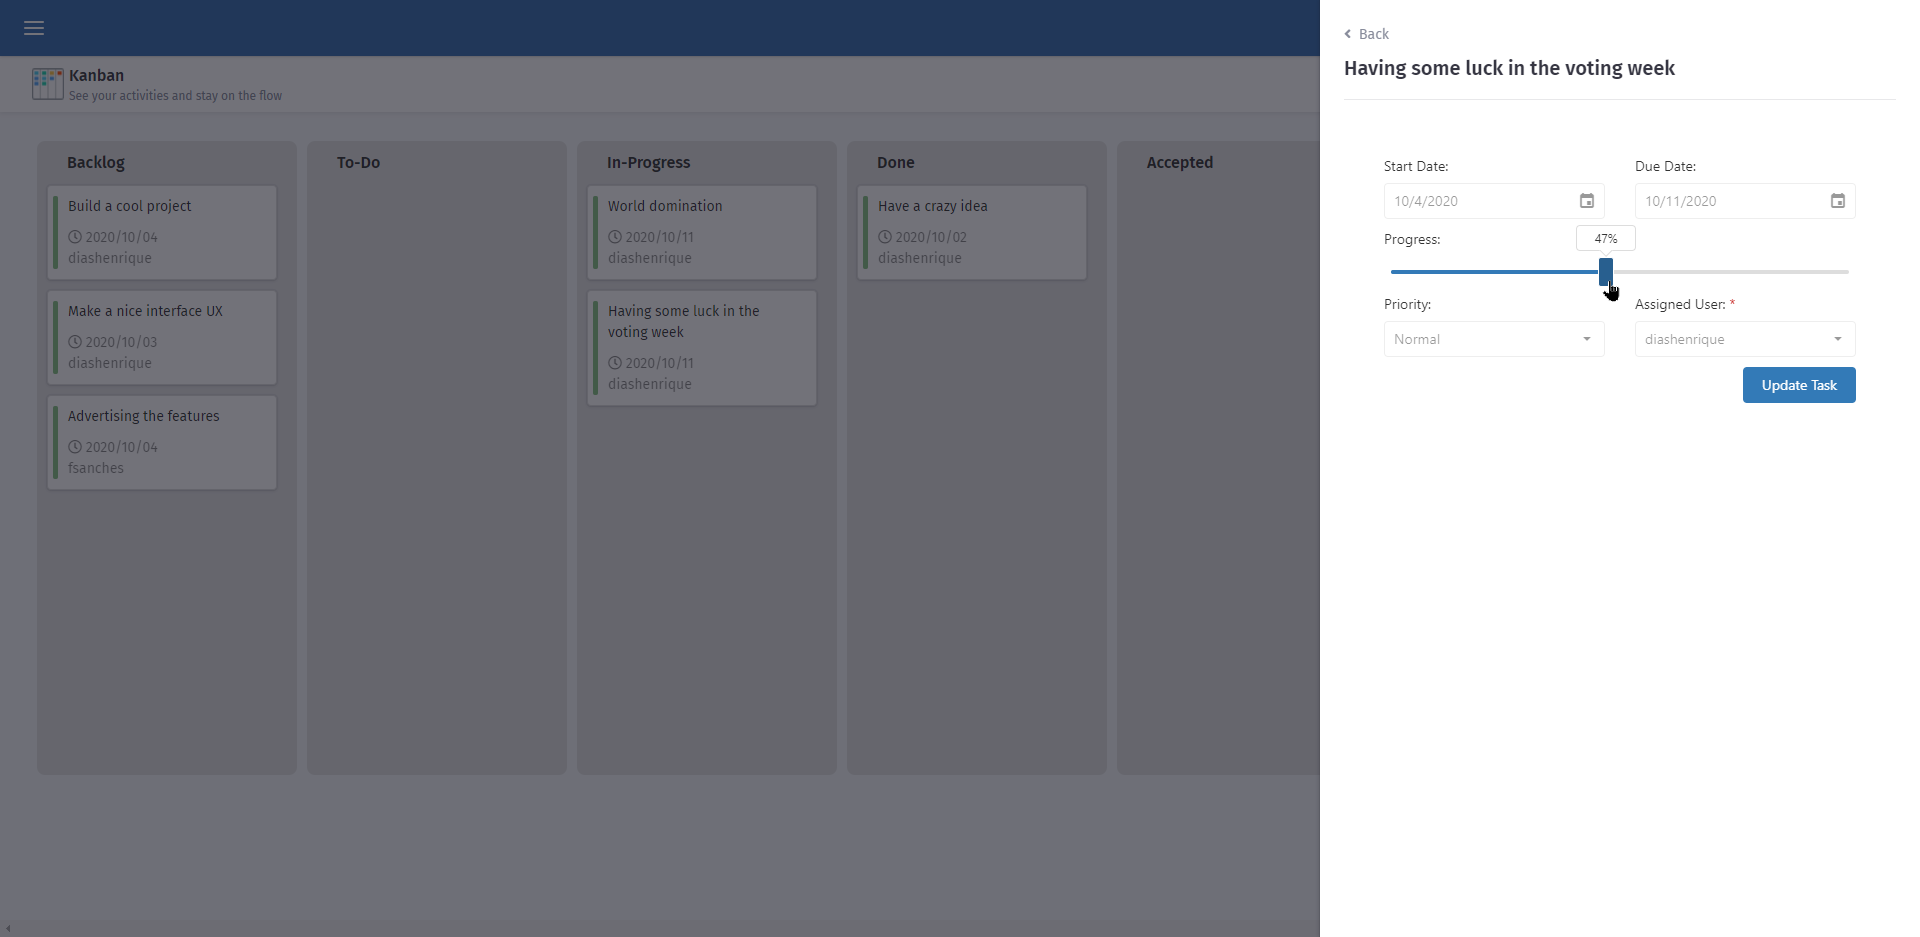 Kanban
See your activities and stay on the flow
Backlog
Build a cool project
2020/10/04
diashenrique
Make a nice interface UX
2020/10/03
diashenrique
Advertising the features
2020/10/04
fsanches
To-Do
In-Progress
World domination
2020/10/11
diashenrique
Having some luck in the
voting week
2020/10/11
diashenrique
Done
Have a crazy idea
2020/10/02
diashenrique
Accepted
Back
Having some luck in the voting week
Start Date:
10/4/2020
Due Date:
10/11/2020
Progress:
47%
Priority:
Normal
Assigned User: *
diashenrique
Update Task